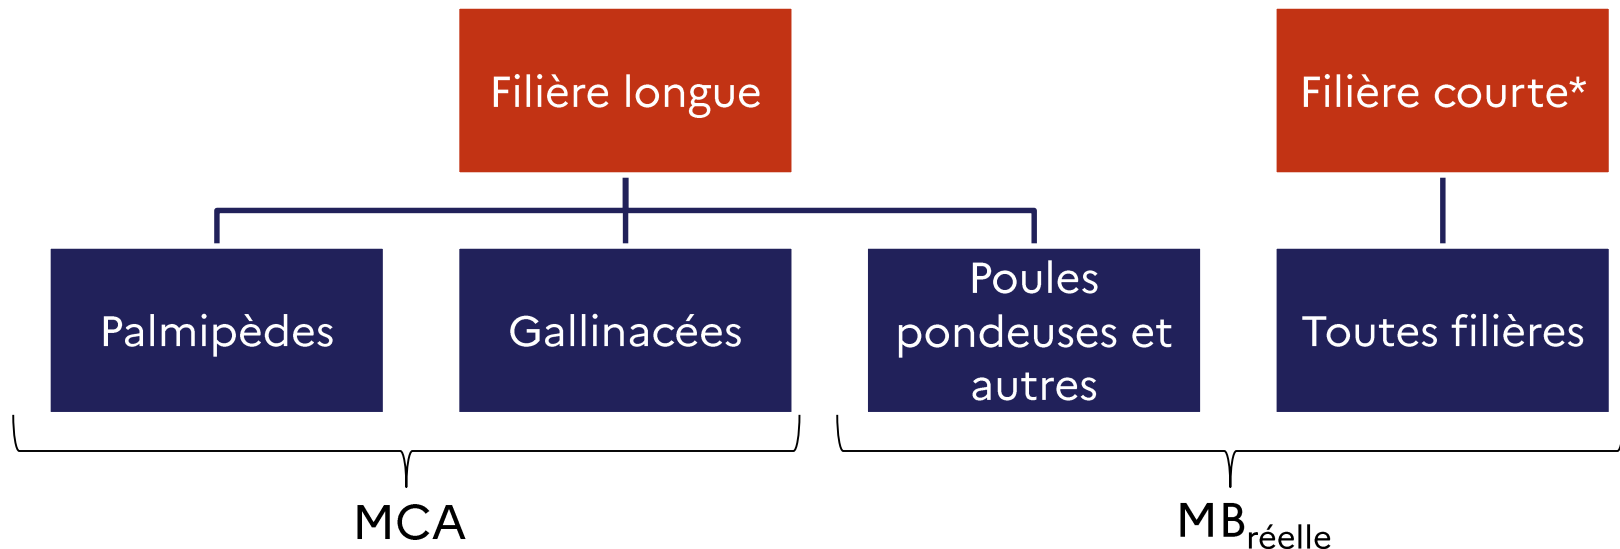 Filière longue
Filière courte*
Palmipèdes
Gallinacées
Poules
pondeuses et
autres
Toutes filières
MCA
MBréelle